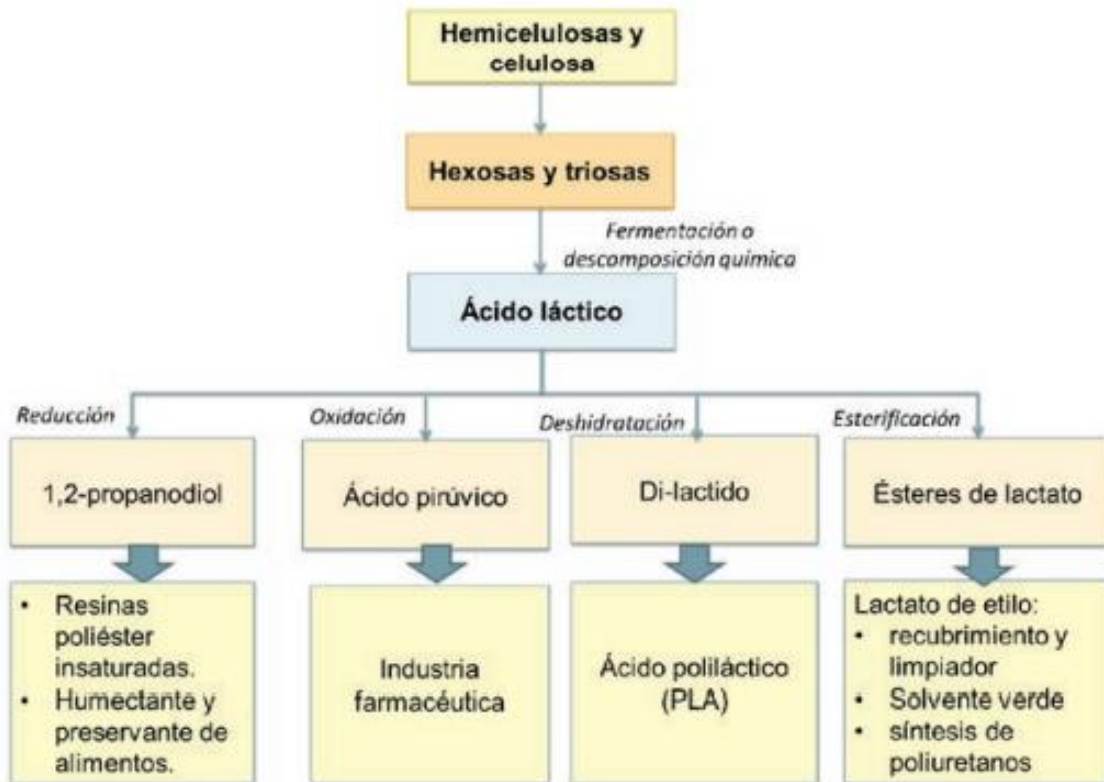 Hemicelulosas y
celulosa
Hexosas y triosas
Fermentación o
descomposición química
Ácido láctico
Reducción
Oxidación
Deshidratación
Esterificación
1,2-propanodiol
Ácido pirúvico
Di-lactido
Ésteres de lactato
• Resinas
poliéster
insaturadas.
• Humectante y
preservante de
alimentos.
Industria
farmacéutica
Ácido poliláctico
(PLA)
Lactato de etilo:
• recubrimiento y
limpiador
• Solvente verde
• síntesis de
poliuretanos